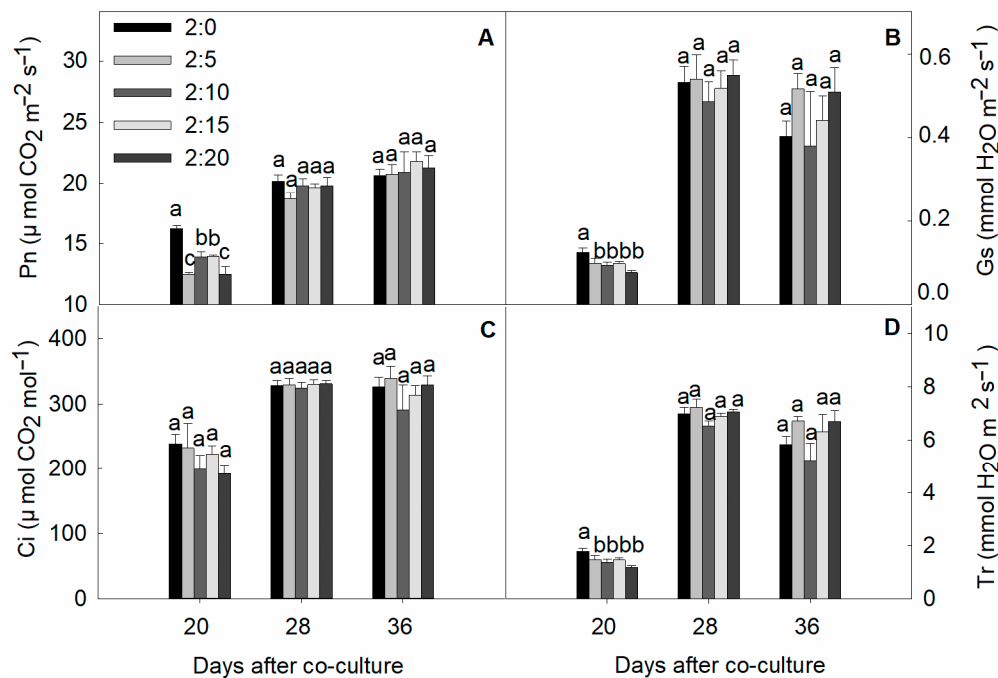 A
2:0
2:5
2:10
2:15
2:20
30
25
20
15
10
Pn (μ mol CO2 m−2 s−1)
a c bb c
a a aaa
aa aaa
B
0.6
0.4
0.2
0.0
Gs (mmol H2O m−2 s−1)
a bbbb
a a a a a
a a a a a
C
400
300
200
100
0
Ci (μ mol CO2 mol−1)
a a a a a
aaaaa
a a a aa
20 28 36
Days after co-culture
D
10
8
6
4
2
0
Tr (mmol H2O m 2 s−1)
a bbbb
a a a a a
a a a aa
20 28 36
Days after co-culture